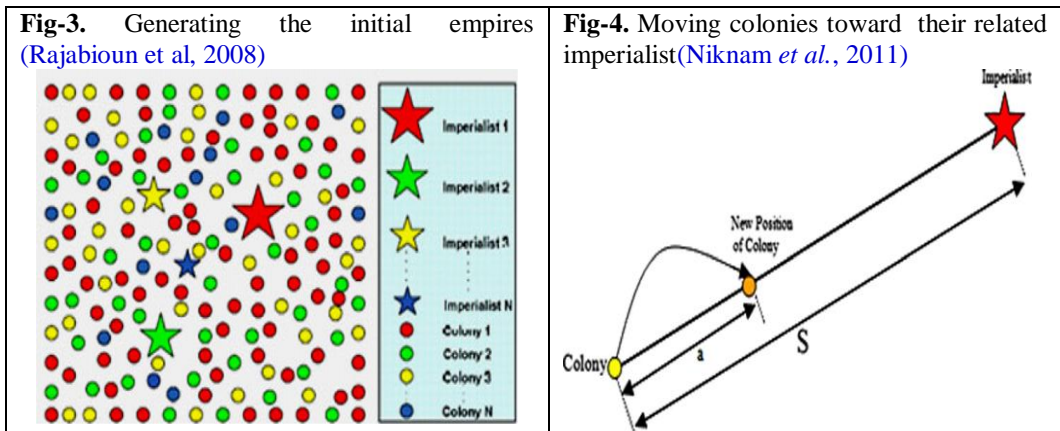 Fig-3. Generating the initial empires
(Rajabioun et al, 2008)
Imperialist 1
Imperialist 2
Imperialist 3
Imperialist N
Colony 1
Colony 2
Colony 3
Colony N
Fig-4. Moving colonies toward their related
imperialist(Niknam et al., 2011)
Imperialist
New Position
of Colony
Colony
a
S